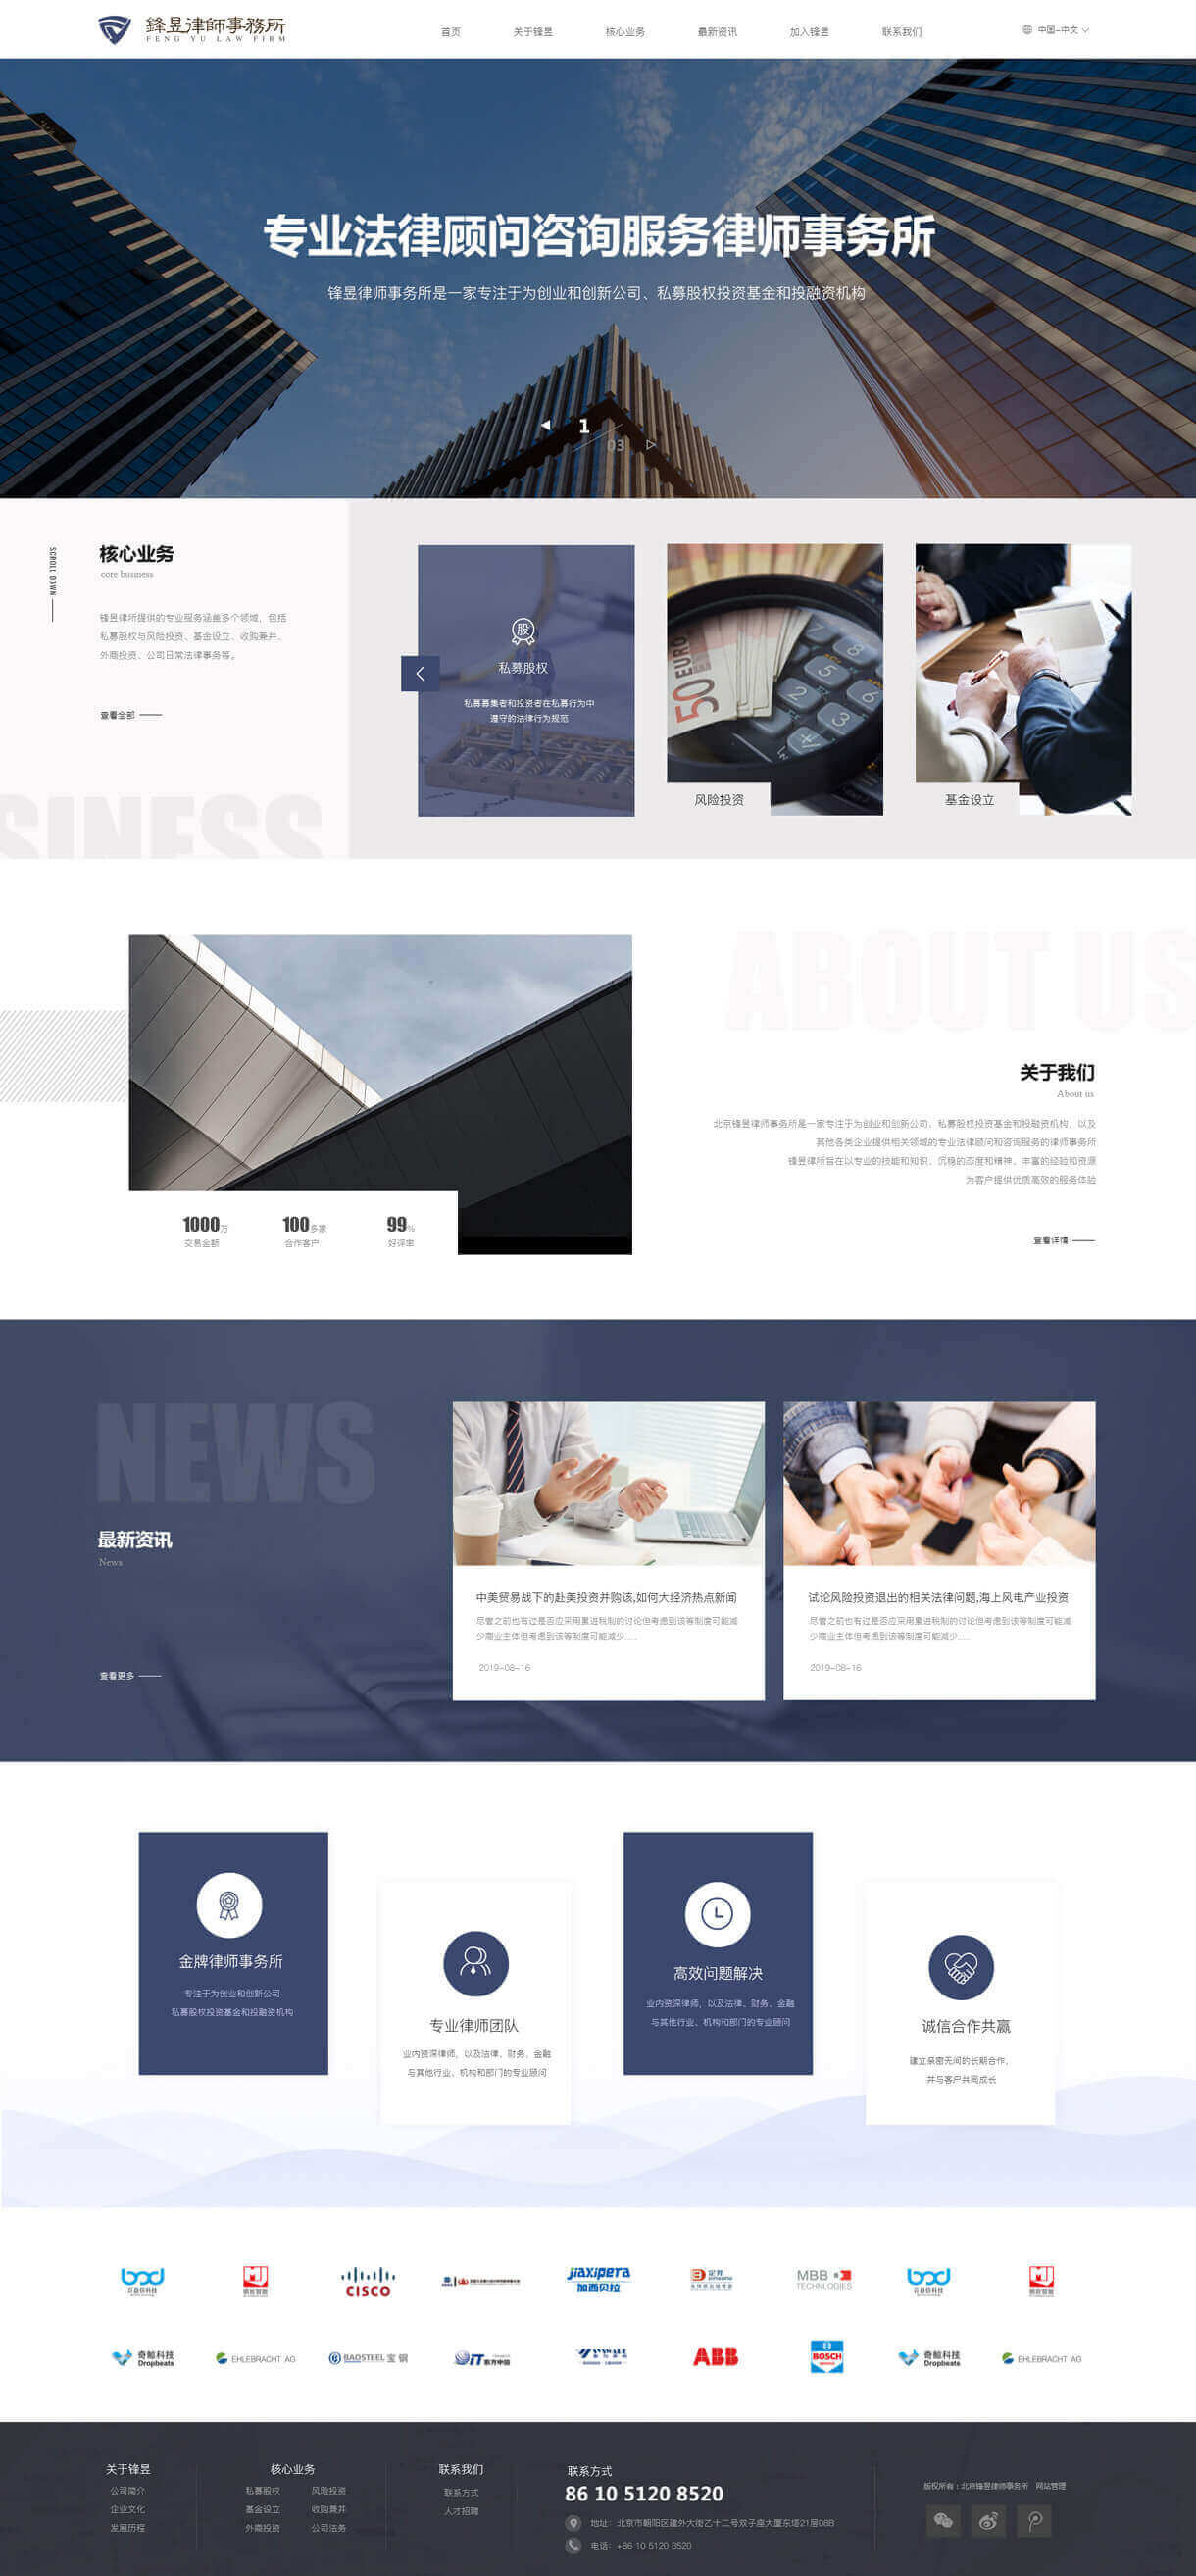 鋒昱律師事務所
FENG YU LAW FIRM
首页
关于锋昱
核心业务
最新资讯
加入锋昱
联系我们
中国-中文
专业法律顾问咨询服务律师事务所
锋昱律师事务所是一家专注于为创业和创新公司、私募股权投资基金和投融资机构
1
03
SCROLL DOWN
核心业务
core business
锋昱律所提供的专业服务涵盖多个领域，包括
私募股权与风险投资、基金设立、收购兼并、
外商投资、公司日常法律事务等。
查看全部
SINESS
股
私募股权
私募募集者和投资者在私募行为中
遵守的法律行为规范
50 EURO
风险投资
基金设立
ABOUT US
关于我们
About us
北京锋昱律师事务所是一家专注于为创业和创新公司，私募股权投资基金和投融资机构，以及
其他各类企业提供相关领域的专业法律顾问和咨询服务的律师事务所
锋昱律所旨在以专业的技能和知识、沉稳的态度和精神、丰富的经验和资源
为客户提供优质高效的服务体验
查看详情
1000万
交易金额
100多家
合作客户
99%
好评率
NEWS
最新资讯
News
查看更多
中美贸易战下的赴美投资并购该,如何大经济热点新闻
尽管之前也有过是否应采用累进税制的讨论但考虑到该等制度可能减
少商业主体但考虑到该等制度可能减少....
2019-08-16
试论风险投资退出的相关法律问题,海上风电产业投资
尽管之前也有过是否应采用累进税制的讨论但考虑到该等制度可能减
少商业主体但考虑到该等制度可能减少....
2019-08-16
金牌律师事务所
专注于为创业和创新公司
私募股权投资基金和投融资机构
专业律师团队
业内资深律师，以及法律、财务、金融
与其他行业、机构和部门的专业顾问
高效问题解决
业内资深律师，以及法律、财务、金融
与其他行业、机构和部门的专业顾问
诚信合作共赢
建立亲密无间的长期合作，
并与客户共同成长
CISCO
jiaxipera
加西贝拉
MBB
TECHNLOGIES
奇鲸科技
Dropbeats
EHLEBRACHT AG
BAOSTEEL 宝钢
iT 东方中信
ABB
BOSCH
奇鲸科技
Dropbeats
EHLEBRACHT AG
关于锋昱
公司简介
企业文化
发展历程
核心业务
私募股权
风险投资
基金设立
收购兼并
外商投资
公司法务
联系我们
联系方式
人才招聘
联系方式
86 10 5120 8520
地址：北京市朝阳区建外大街乙十二号双子座大厦东塔21层08B
电话：+86 10 5120 8520
版权所有：北京锋昱律师事务所 网站管理